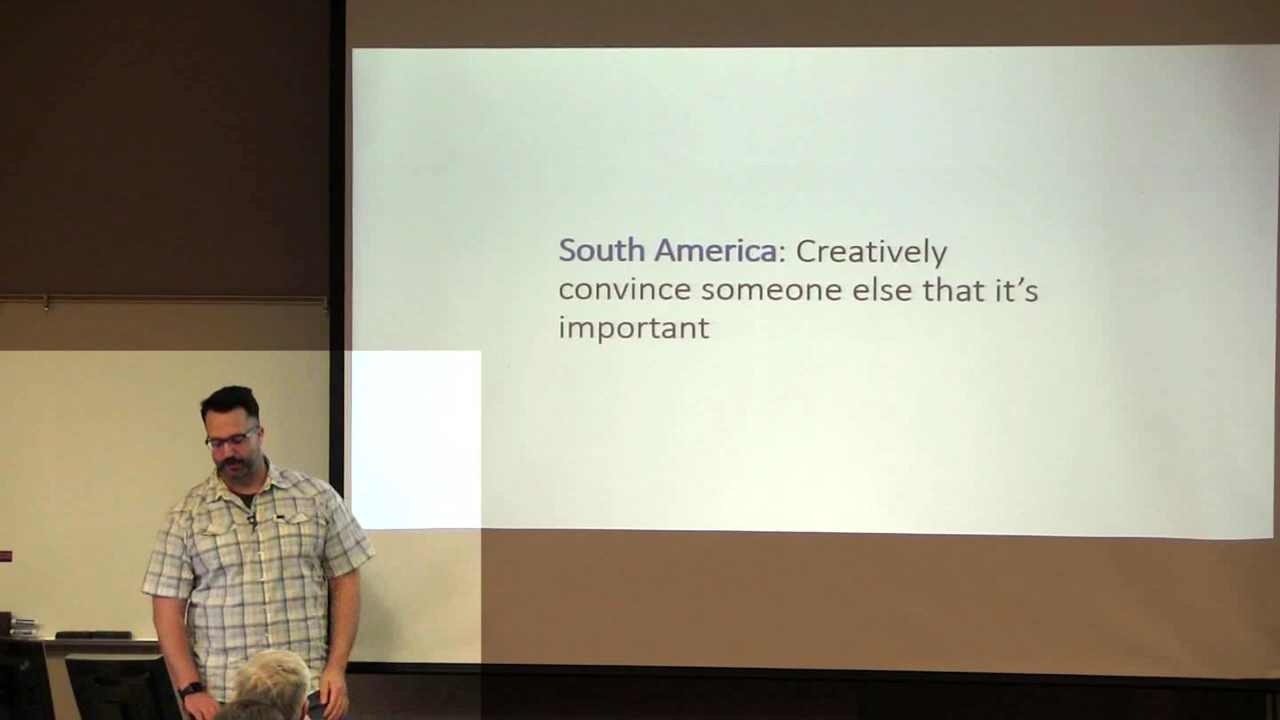 South America: Creatively
convince someone else that it’s
important